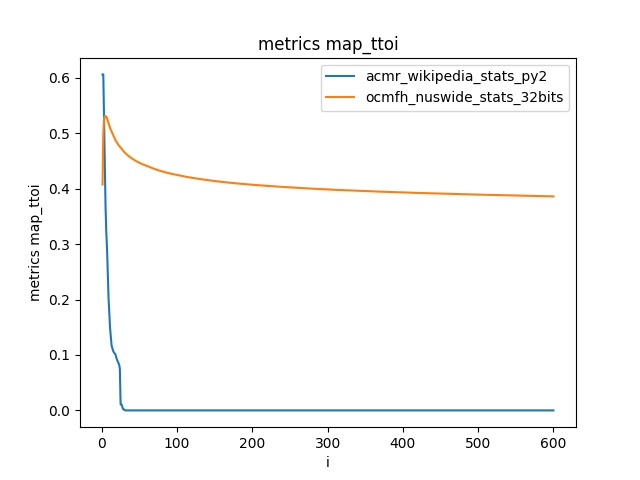 metrics map_ttoi
acmr_wikipedia_stats_py2
ocmfh_nuswide_stats_32bits
metrics map_ttoi
0.6
0.5
0.4
0.3
0.2
0.1
0.0
0 100 200 300 400 500 600
i